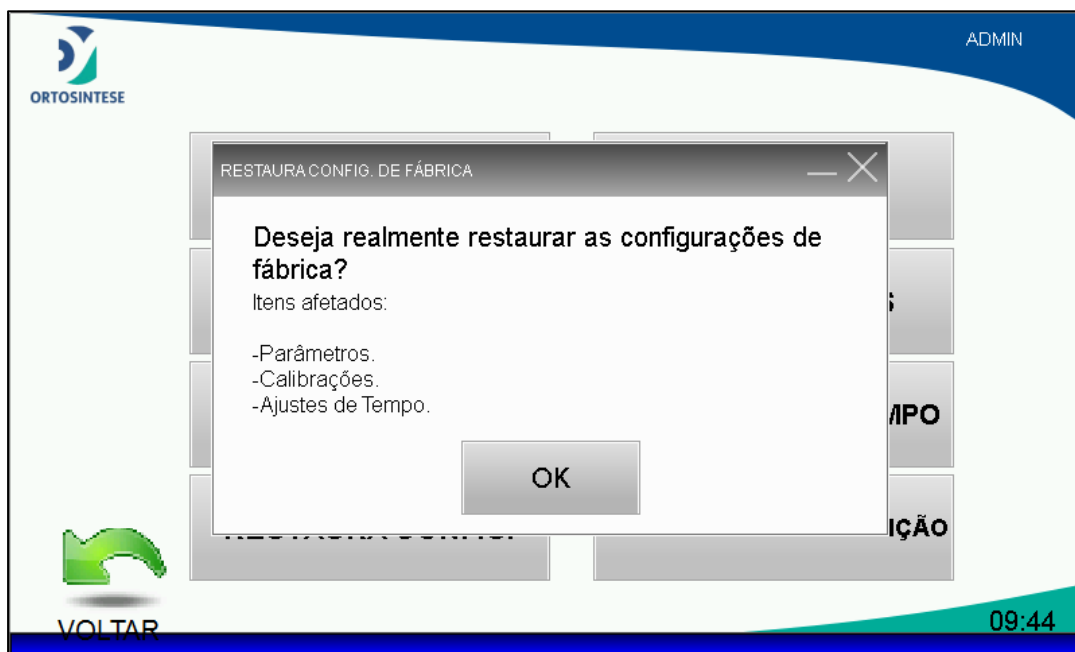 ADMIN
ORTOSINTESE
RESTAURA CONFIG. DE FÁBRICA
Deseja realmente restaurar as configurações de
fábrica?
Itens afetados:
-Parâmetros.
-Calibrações.
-Ajustes de Tempo.
OK
VOLTAR
09:44